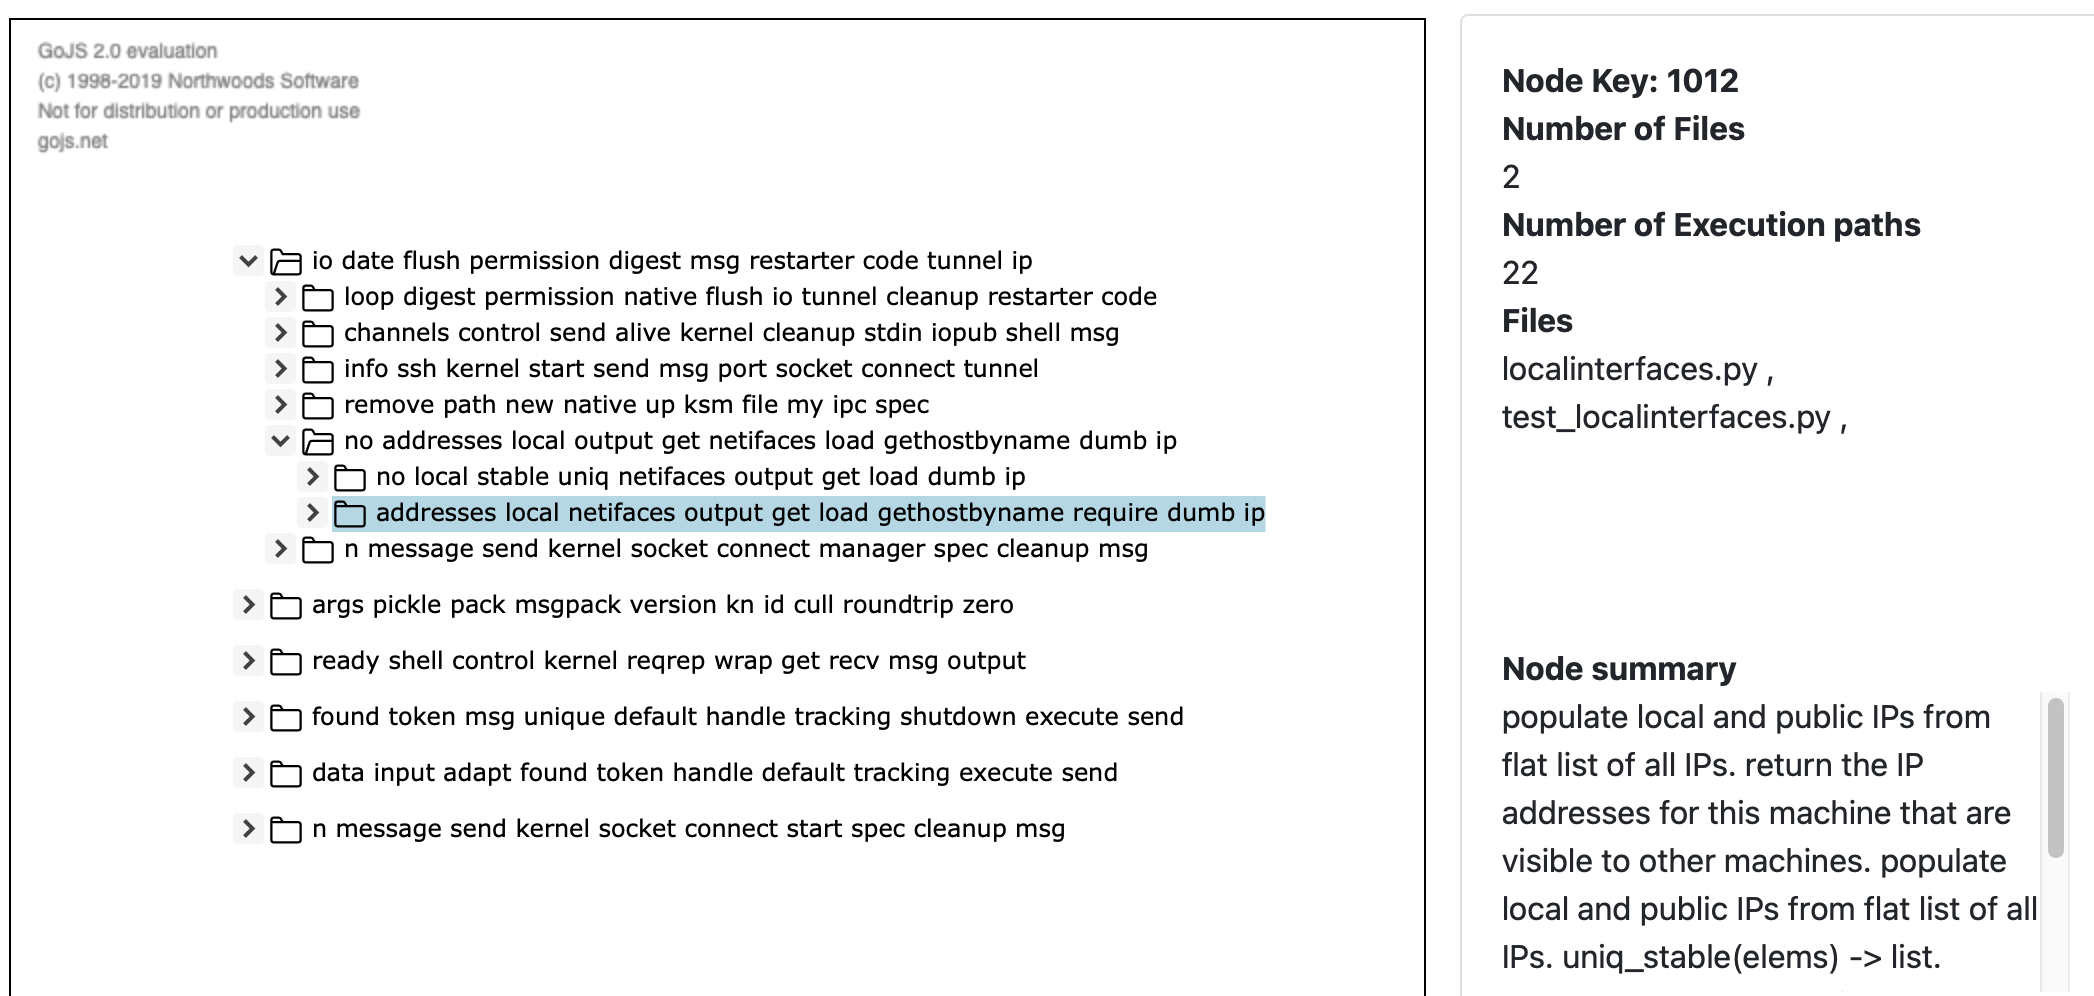 GoJS 2.0 evaluation
(c) 1998-2019 Northwoods Software
Not for distribution or production use
gojs.net
io date flush permission digest msg restarter code tunnel ip
loop digest permission native flush io tunnel cleanup restarter code
channels control send alive kernel cleanup stdin iopub shell msg
info ssh kernel start send msg port socket connect tunnel
remove path new native up ksm file my ipc spec
no addresses local output get netifaces load gethostbyname dumb ip
no local stable uniq netifaces output get load dumb ip
addresses local netifaces output get load gethostbyname require dumb ip
n message send kernel socket connect manager spec cleanup msg
args pickle pack msgpack version kn id cull roundtrip zero
ready shell control kernel reqrep wrap get recv msg output
found token msg unique default handle tracking shutdown execute send
data input adapt found token handle default tracking execute send
n message send kernel socket connect start spec cleanup msg
Node Key: 1012
Number of Files
2
Number of Execution paths
22
Files
localinterfaces.py ,
test_localinterfaces.py ,
Node summary
populate local and public IPs from
flat list of all IPs. return the IP
addresses for this machine that are
visible to other machines. populate
local and public IPs from flat list of all
IPs. uniq_stable(elems) -> list.